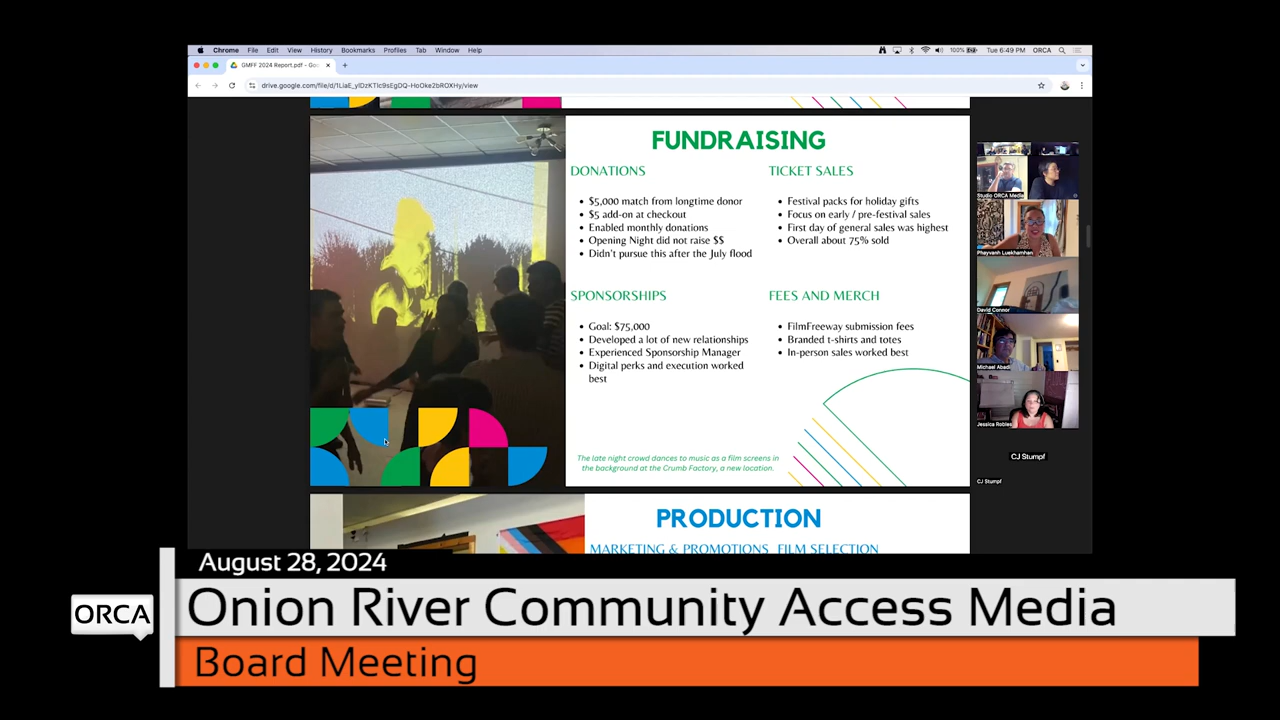 Chrome File Edit View History Bookmarks Profiles Tab Window Help
100% Tue 6:49 PM ORCA
GMFF 2024 Report.pdf - Goo
drive.google.com/file/d/1LiaE_ylDzKTlc9sEgDQ-HoOke2bROXHy/view
FUNDRAISING
DONATIONS
• $5,000 match from longtime donor
• $5 add-on at checkout
• Enabled monthly donations
• Opening Night did not raise $$
• Didn't pursue this after the July flood
TICKET SALES
• Festival packs for holiday gifts
• Focus on early / pre-festival sales
• First day of general sales was highest
• Overall about 75% sold
SPONSORSHIPS
• Goal: $75,000
• Developed a lot of new relationships
• Experienced Sponsorship Manager
• Digital perks and execution worked
best
FEES AND MERCH
• FilmFreeway submission fees
• Branded t-shirts and totes
• In-person sales worked best
The late night crowd dances to music as a film screens in
the background at the Crumb Factory, a new location.
PRODUCTION
MARKETING & PROMOTIONS FILM SELECTION
Studio ORCA Media
Phayvanh Luekhamhan
David Connor
Michael Abadi
Jessica Robles
CJ Stumpf
CJ Stumpf
August 28, 2024
ORCA
Onion River Community Access Media
Board Meeting